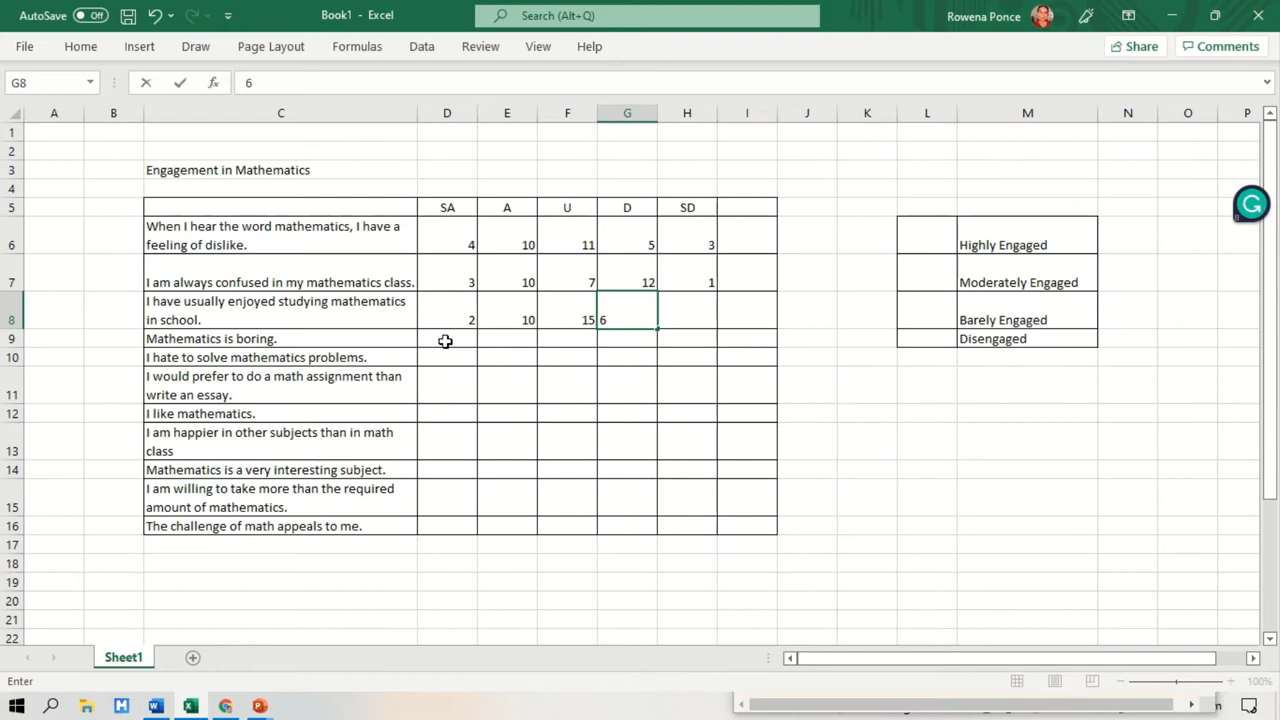 AutoSave Off Book1 - Excel Search (Alt+Q) Rowena Ponce
File Home Insert Draw Page Layout Formulas Data Review View Help Share Comments
G8 fx 6
A B C D E F G H I J K L M N O P
1
2
3 Engagement in Mathematics
4
5 SA A U D SD
When I hear the word mathematics, I have a
6 feeling of dislike. 4 10 11 5 3 Highly Engaged
7 I am always confused in my mathematics class. 3 10 7 12 1 Moderately Engaged
I have usually enjoyed studying mathematics
8 in school. 2 10 15 6 Barely Engaged
9 Mathematics is boring. Disengaged
10 I hate to solve mathematics problems.
I would prefer to do a math assignment than
11 write an essay.
12 I like mathematics.
I am happier in other subjects than in math
13 class
14 Mathematics is a very interesting subject.
I am willing to take more than the required
15 amount of mathematics.
16 The challenge of math appeals to me.
17
18
19
20
21
22
Sheet1
Enter 100%